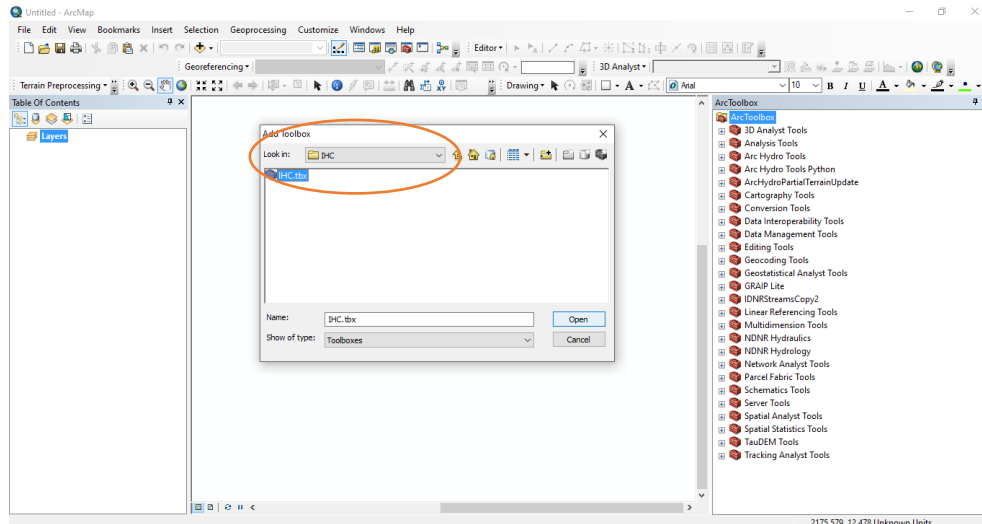 Untitled - ArcMap
File Edit View Bookmarks Insert Selection Geoprocessing Customize Windows Help
Editor
Georeferencing
3D Analyst
Terrain Preprocessing
Drawing
A
Arial
10
B I U A
Table Of Contents
Layers
Add Toolbox
Look in: IHC
IHC.tbx
Name: IHC.tbx
Open
Show of type: Toolboxes
Cancel
ArcToolbox
ArcToolbox
3D Analyst Tools
Analysis Tools
Arc Hydro Tools
Arc Hydro Tools Python
ArcHydroPartialTerrainUpdate
Cartography Tools
Conversion Tools
Data Interoperability Tools
Data Management Tools
Editing Tools
Geocoding Tools
Geostatistical Analyst Tools
GRAIP Lite
IDNRStreamsCopy2
Linear Referencing Tools
Multidimension Tools
NDNR Hydraulics
NDNR Hydrology
Network Analyst Tools
Parcel Fabric Tools
Schematics Tools
Server Tools
Spatial Analyst Tools
Spatial Statistics Tools
TauDEM Tools
Tracking Analyst Tools
2175.579 12.478 Unknown Units